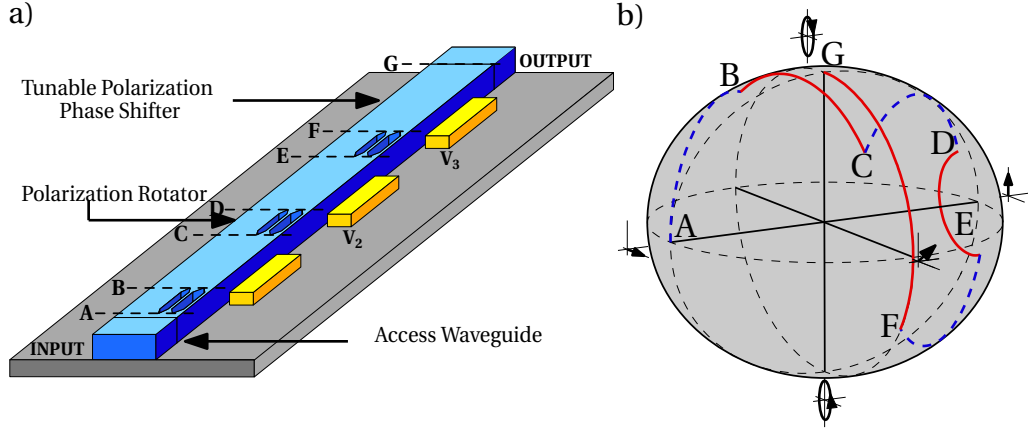 a)
Tunable Polarization
Phase Shifter
Polarization Rotator
Access Waveguide
INPUT
OUTPUT
A
B
C
D
E
F
G
V2
V3
b)
A
B
C
D
E
F
G